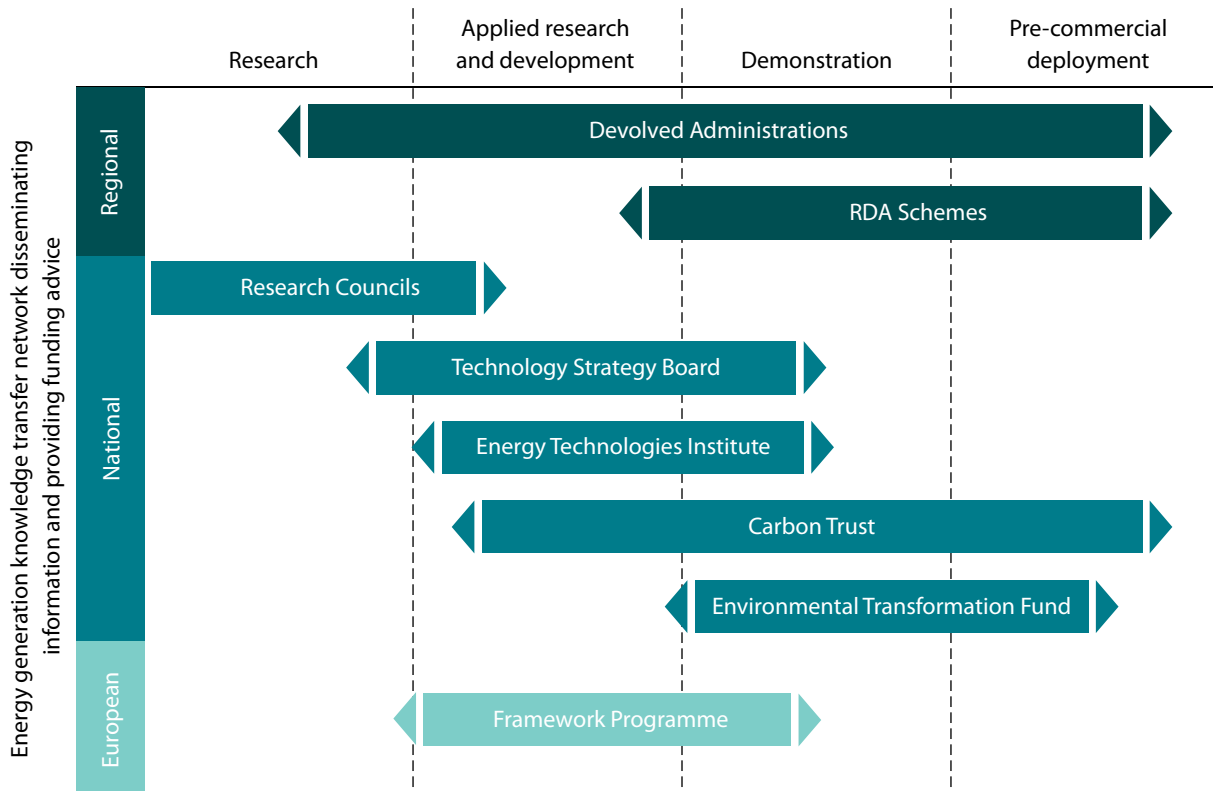 Research
Applied research
and development
Demonstration
Pre-commercial
deployment
Energy generation knowledge transfer network disseminating
information and providing funding advice
Regional
Devolved Administrations
RDA Schemes
National
Research Councils
Technology Strategy Board
Energy Technologies Institute
Carbon Trust
Environmental Transformation Fund
European
Framework Programme